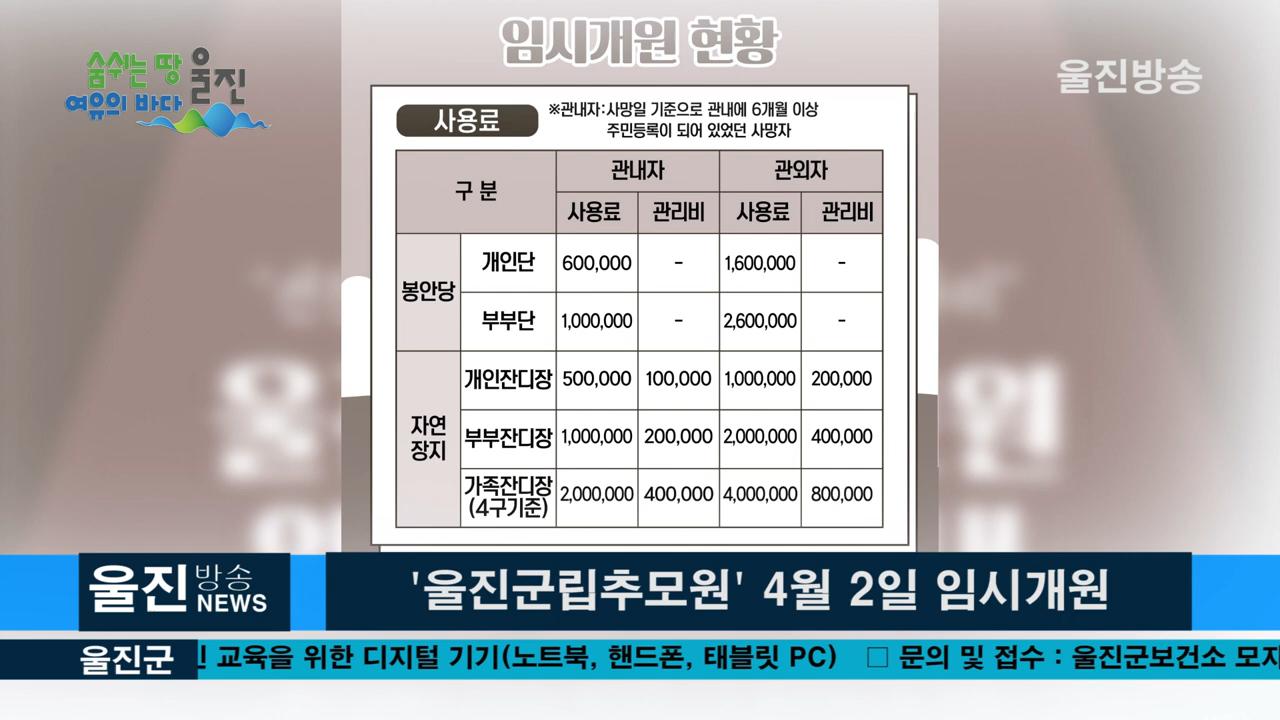 임시개원 현황
숨쉬는 땅 울진
여유의 바다
울진방송
사용료
※관내자:사망일 기준으로 관내에 6개월 이상
주민등록이 되어 있었던 사망자
구 분 관내자 관외자
사용료 관리비 사용료 관리비
봉안당 개인단 600,000 - 1,600,000 -
부부단 1,000,000 - 2,600,000 -
자연
장지
개인잔디장 500,000 100,000 1,000,000 200,000
부부잔디장 1,000,000 200,000 2,000,000 400,000
가족잔디장
(4구기준) 2,000,000 400,000 4,000,000 800,000
울진방송 NEWS
'울진군립추모원' 4월 2일 임시개원
울진군 교육을 위한 디지털 기기(노트북, 핸드폰, 태블릿 PC) □ 문의 및 접수 : 울진군보건소